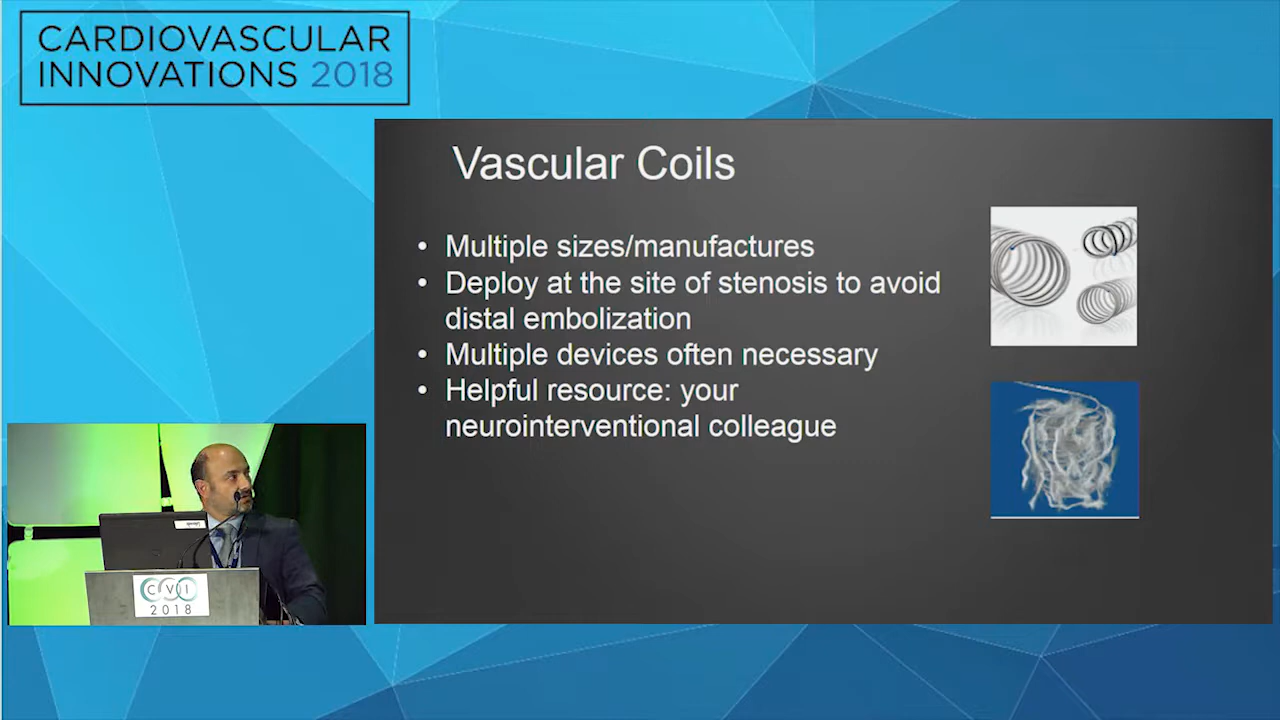 CARDIOVASCULAR
INNOVATIONS 2018
Vascular Coils
• Multiple sizes/manufactures
• Deploy at the site of stenosis to avoid
distal embolization
• Multiple devices often necessary
• Helpful resource: your
neurointerventional colleague
CVI
2018